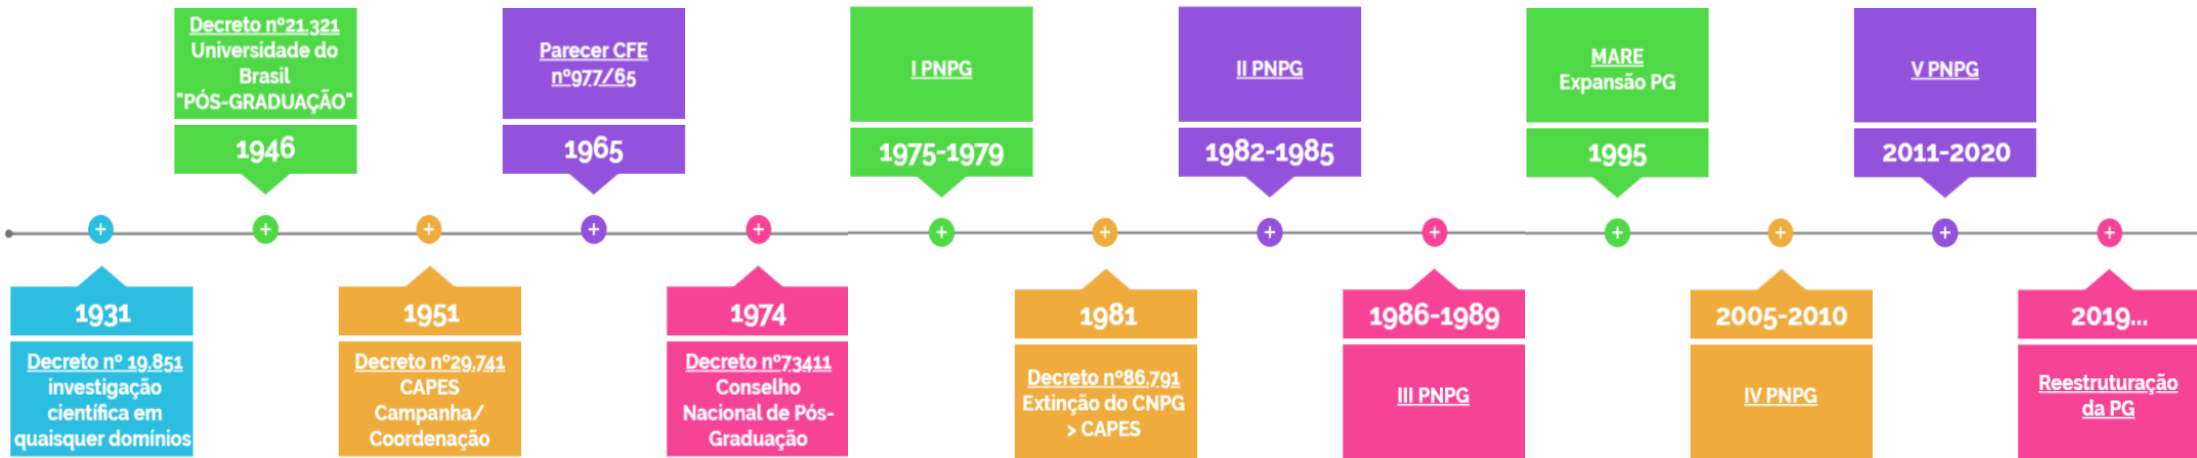 1931
Decreto nº 19.851
investigação
científica em
quaisquer domínios
Decreto nº21.321
Universidade do
Brasil
"PÓS-GRADUAÇÃO"
1946
1951
Decreto nº29.741
CAPES
Campanha/
Coordenação
Parecer CFE
nº977/65
1965
1974
Decreto nº73411
Conselho
Nacional de Pós-
Graduação
I PNPG
1975-1979
1981
Decreto nº86.791
Extinção do CNPG
> CAPES
II PNPG
1982-1985
1986-1989
III PNPG
MARE
Expansão PG
1995
2005-2010
IV PNPG
V PNPG
2011-2020
2019...
Reestruturação
da PG